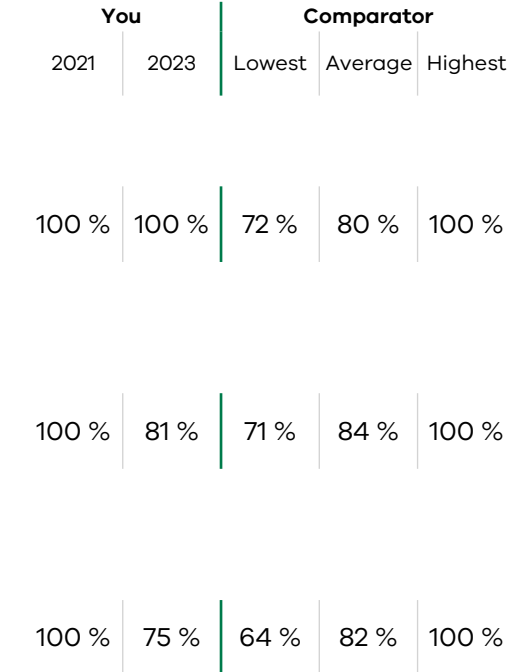 You Comparator
2021 2023 Lowest Average Highest
100 % 100 % 72 % 80 % 100 %
100 % 81 % 71 % 84 % 100 %
100 % 75 % 64 % 82 % 100 %